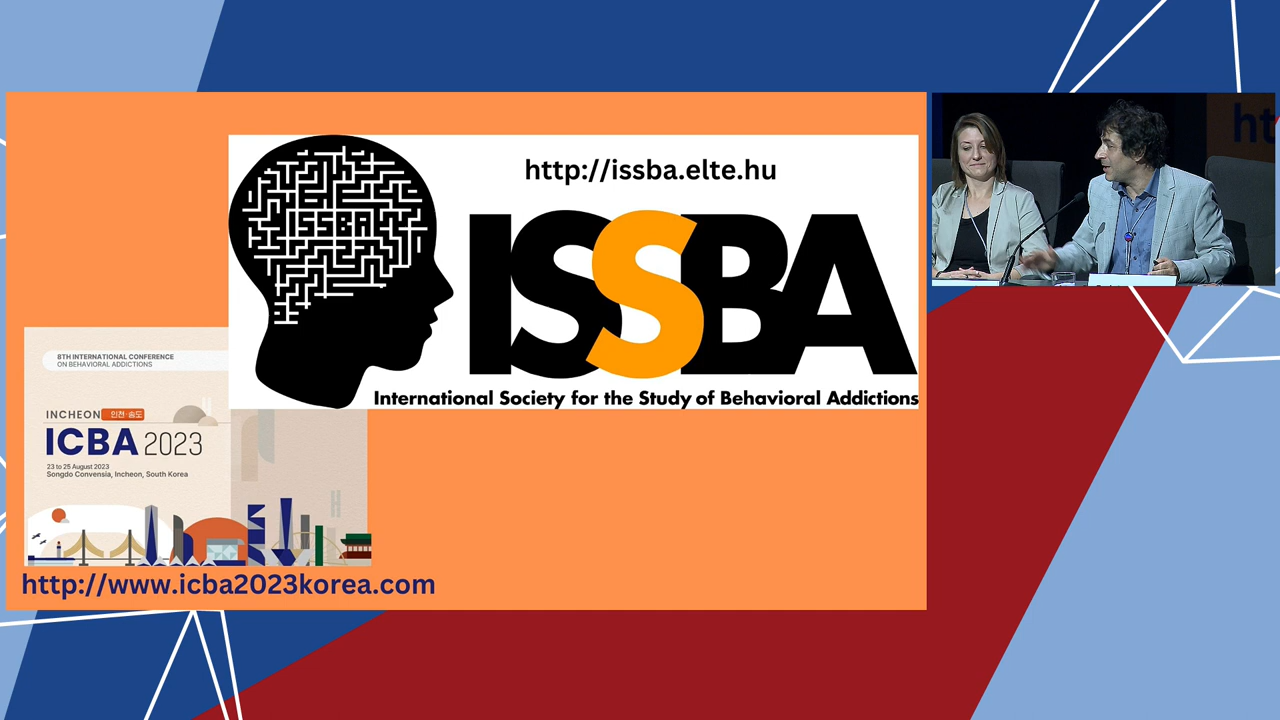 http://issba.elte.hu
ISSBA
ISSBA
International Society for the Study of Behavioral Addictions
8TH INTERNATIONAL CONFERENCE
ON BEHAVIORAL ADDICTIONS
INCHEON 인천·송도
ICBA 2023
23 to 25 August 2023
Songdo Convensia, Incheon, South Korea
http://www.icba2023korea.com
ht